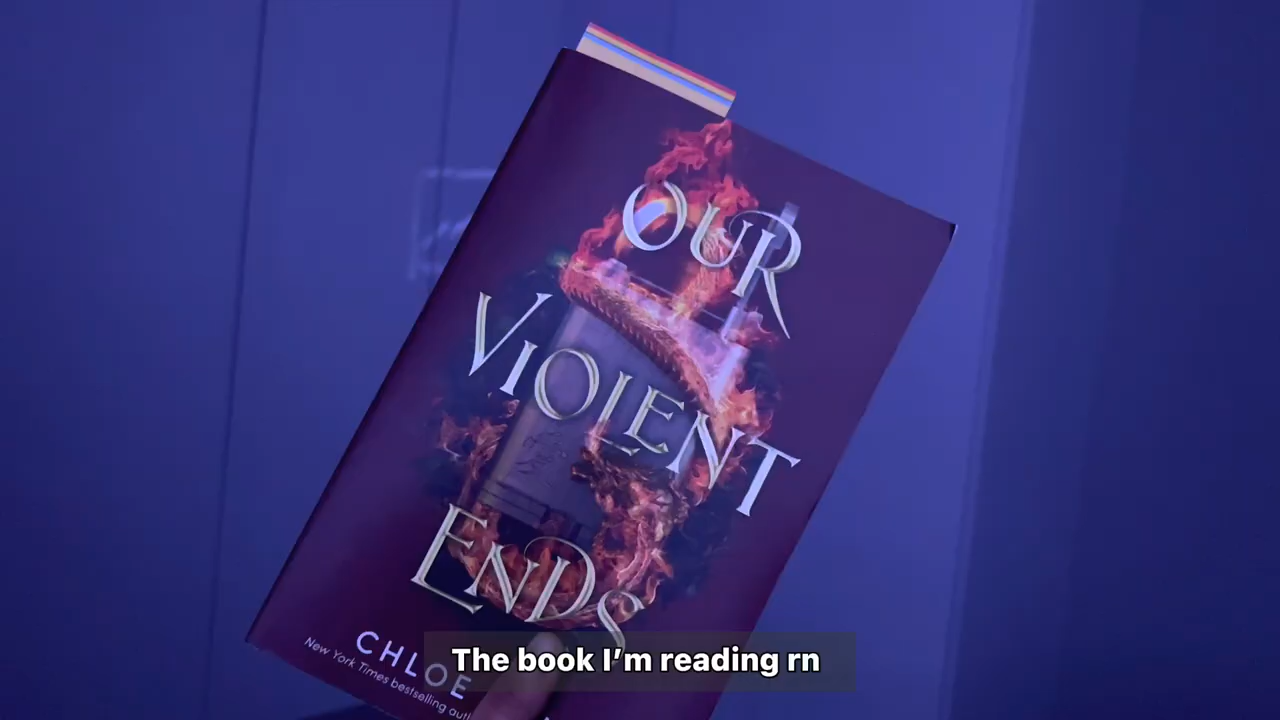 OUR
VIOLENT
ENDS
CHLOE
New York Times bestselling
The book I’m reading rn